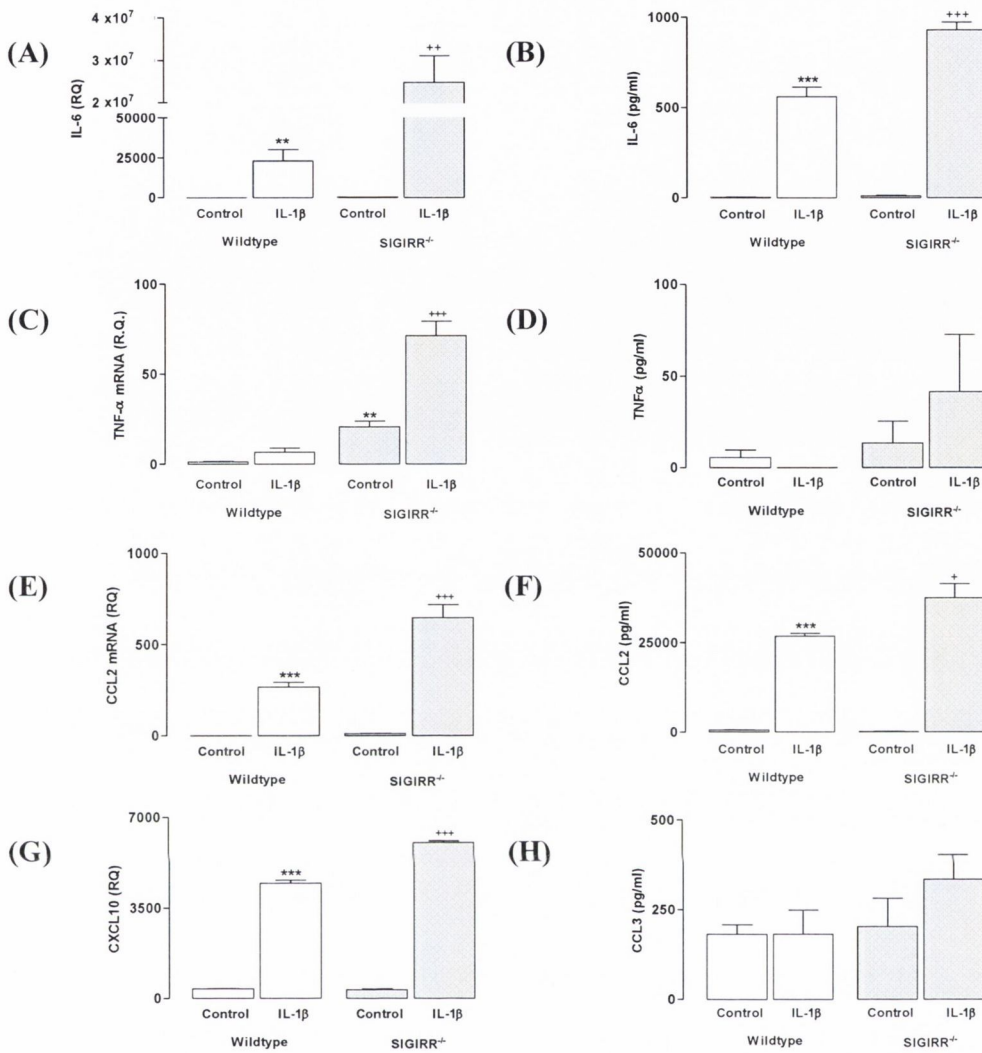 (A)
IL-6 (RQ)
4 x10⁷
3 x10⁷
2 x10⁷
50000
25000
0
**
++
Control IL-1β Control IL-1β
Wildtype SIGIRR⁻/⁻
(B)
IL-6 (pg/ml)
1000
500
0
***
+++
Control IL-1β Control IL-1β
Wildtype SIGIRR⁻/⁻
(C)
TNF-α mRNA (R.Q.)
100
50
0
**
+++
Control IL-1β Control IL-1β
Wildtype SIGIRR⁻/⁻
(D)
TNFα (pg/ml)
100
50
0
Control IL-1β Control IL-1β
Wildtype SIGIRR⁻/⁻
(E)
CCL2 mRNA (RQ)
1000
500
0
***
+++
Control IL-1β Control IL-1β
Wildtype SIGIRR⁻/⁻
(F)
CCL2 (pg/ml)
50000
25000
0
***
+
Control IL-1β Control IL-1β
Wildtype SIGIRR⁻/⁻
(G)
CXCL10 (RQ)
7000
3500
0
***
+++
Control IL-1β Control IL-1β
Wildtype SIGIRR⁻/⁻
(H)
CCL3 (pg/ml)
500
250
0
Control IL-1β Control IL-1β
Wildtype SIGIRR⁻/⁻